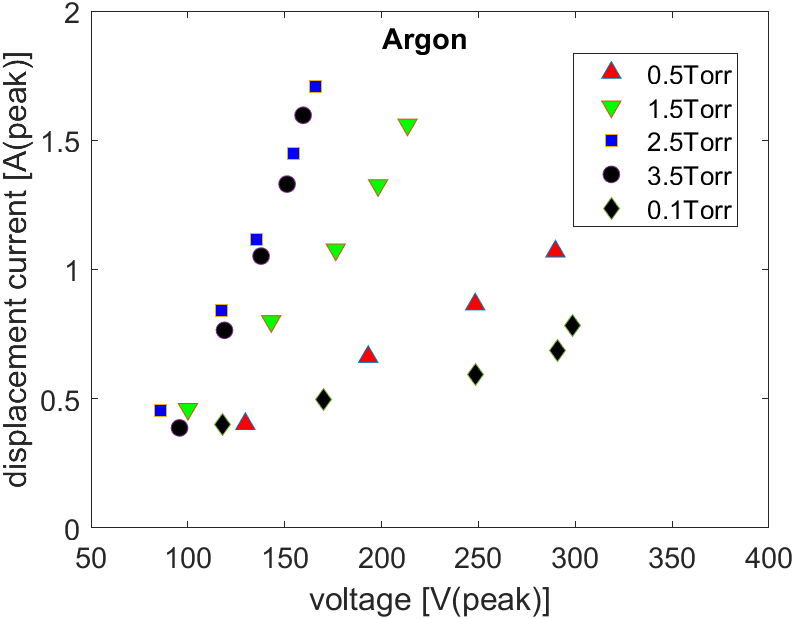 Argon
2
1.5
1
0.5
0
displacement current [A(peak)]
0.5Torr
1.5Torr
2.5Torr
3.5Torr
0.1Torr
50 100 150 200 250 300 350 400
voltage [V(peak)]